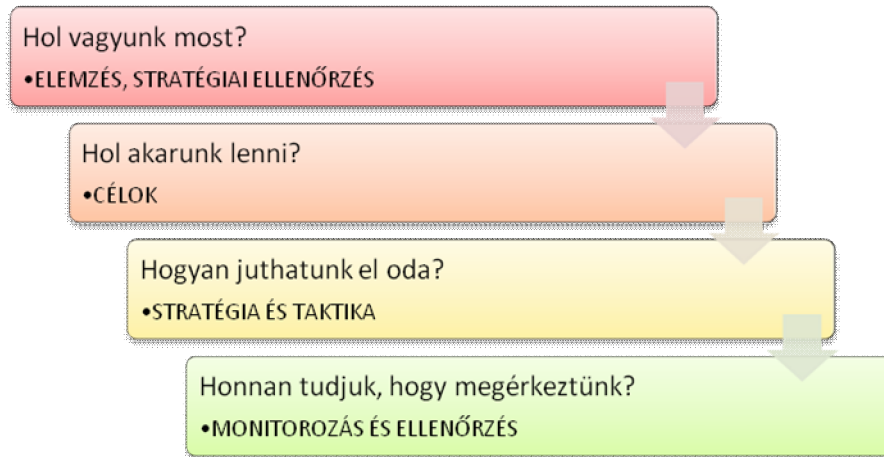 Hol vagyunk most?
•ELEMZÉS, STRATÉGIAI ELLENŐRZÉS
Hol akarunk lenni?
•CÉLOK
Hogyan juthatunk el oda?
•STRATÉGIA ÉS TAKTIKA
Honnan tudjuk, hogy megérkeztünk?
•MONITOROZÁS ÉS ELLENŐRZÉS